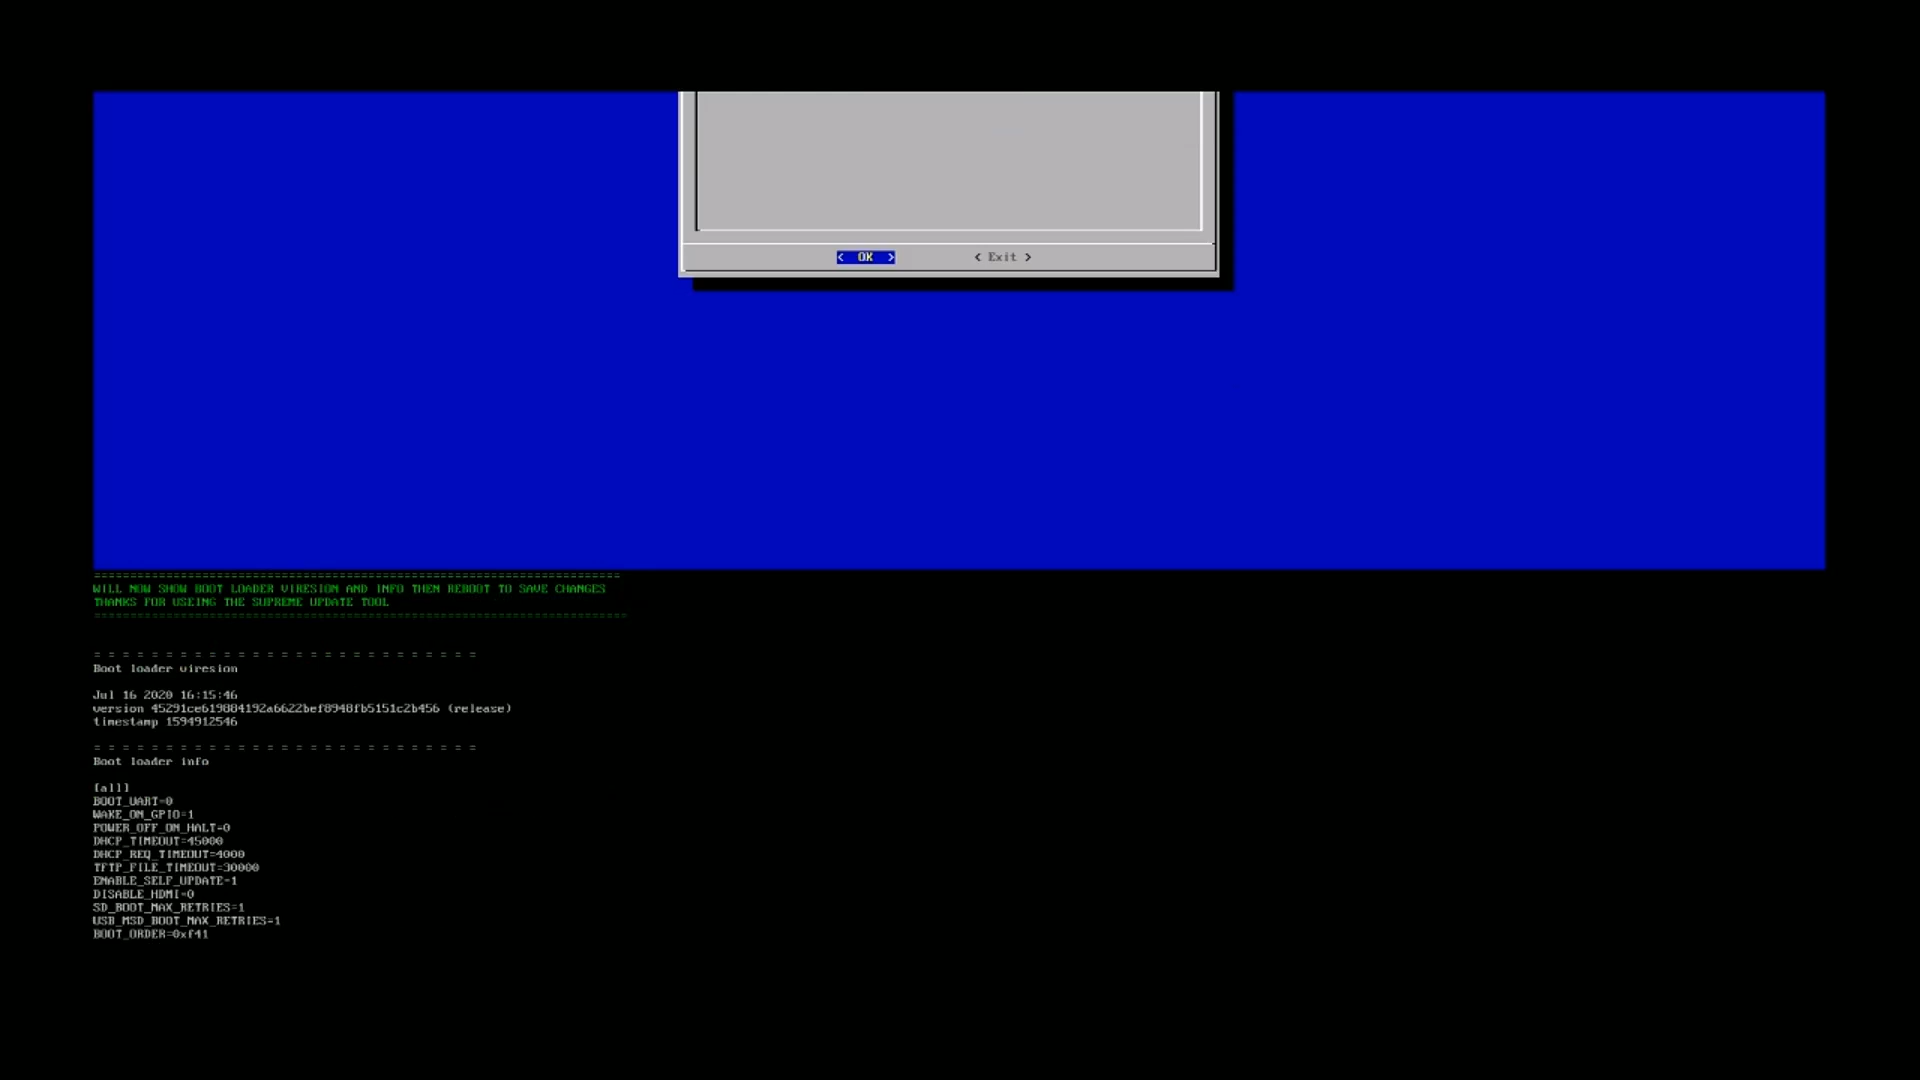 < OK > < Exit >
======================================================================
WILL NOW SHOW BOOT LOADER VIRESION AND INFO THEN REBOOT TO SAVE CHANGES
THANKS FOR USEING THE SUPREME UPDATE TOOL
======================================================================
= = = = = = = = = = = = = = = = = = = = = = = = = = =
Boot loader viresion
Jul 16 2020 16:15:46
version 45291ce619884192a6622bef8948fb5151c2b456 (release)
timestamp 1594912546
= = = = = = = = = = = = = = = = = = = = = = = = = = =
Boot loader info
[all]
BOOT_UART=0
WAKE_ON_GPIO=1
POWER_OFF_ON_HALT=0
DHCP_TIMEOUT=45000
DHCP_REQ_TIMEOUT=4000
TFTP_FILE_TIMEOUT=30000
ENABLE_SELF_UPDATE=1
DISABLE_HDMI=0
SD_BOOT_MAX_RETRIES=1
USB_MSD_BOOT_MAX_RETRIES=1
BOOT_ORDER=0xf41